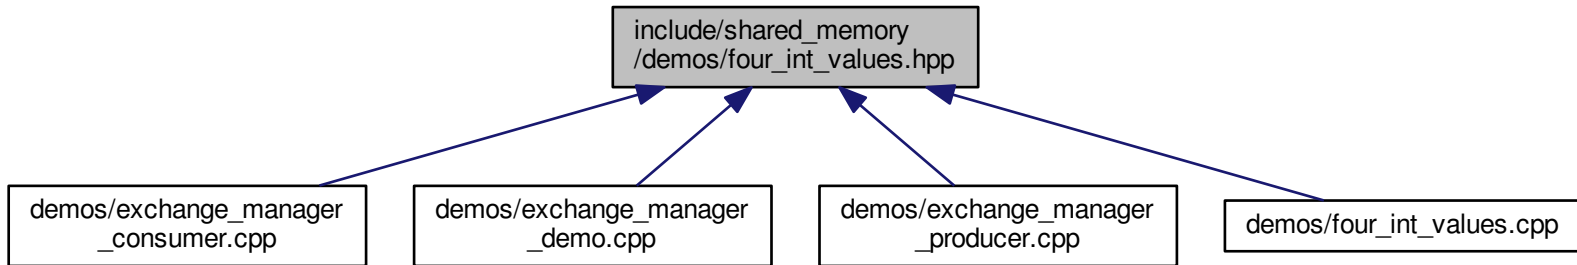 include/shared_memory
/demos/four_int_values.hpp
demos/exchange_manager
_consumer.cpp
demos/exchange_manager
_demo.cpp
demos/exchange_manager
_producer.cpp
demos/four_int_values.cpp